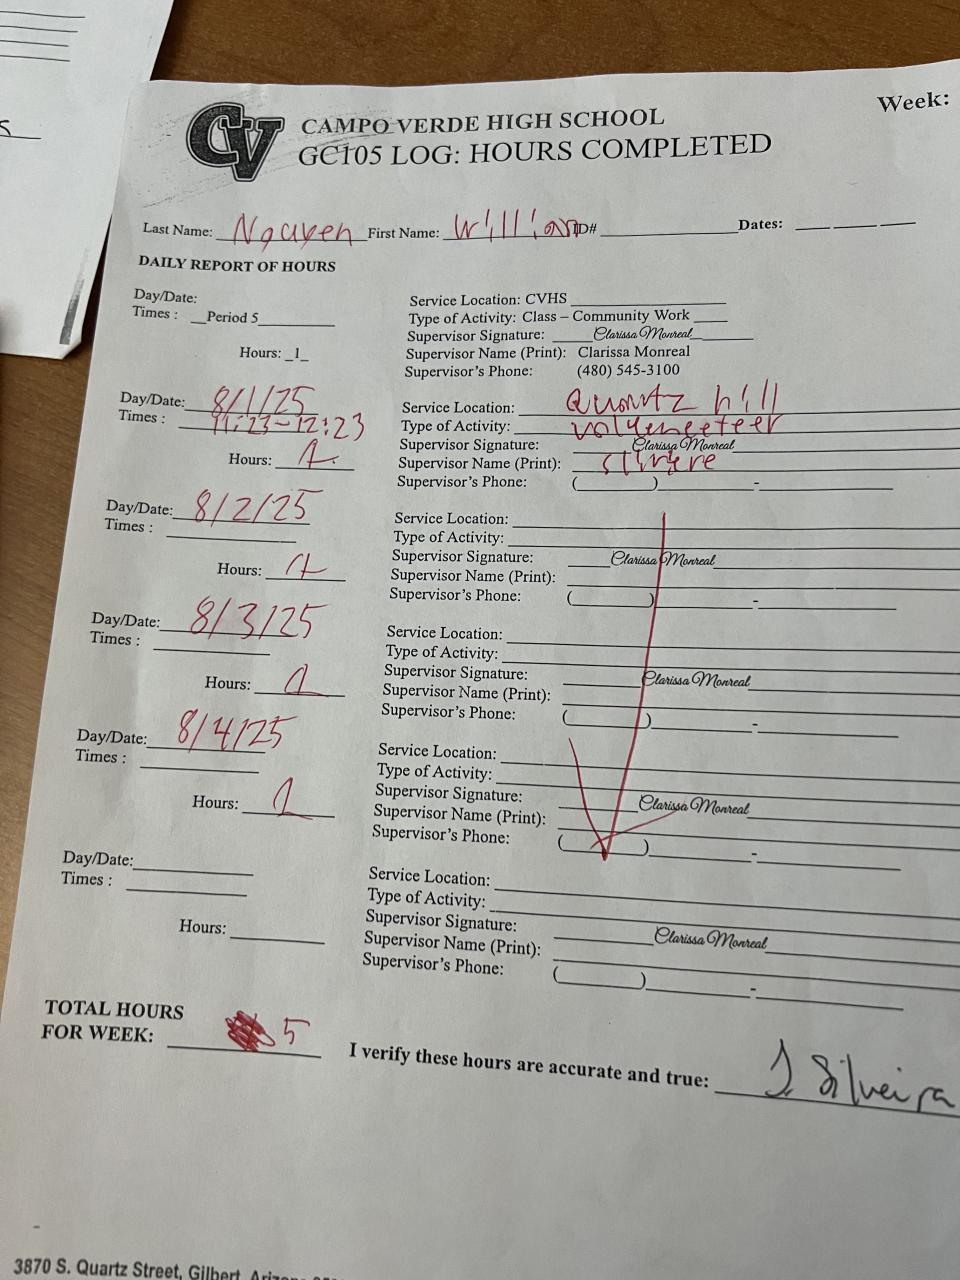 S
CV
CAMPO VERDE HIGH SCHOOL
Week:
GC105 LOG: HOURS COMPLETED
Last Name: Nguyen First Name: William ID# Dates:
DAILY REPORT OF HOURS
Day/Date:
Times : Period 5
Hours: 1
Service Location: CVHS
Type of Activity: Class – Community Work
Supervisor Signature: Clarissa Monreal
Supervisor Name (Print): Clarissa Monreal
Supervisor's Phone: (480) 545-3100
Day/Date: 8/1/25
Times : 11:23-12:23
Hours: 1
Service Location: Quartz hill
Type of Activity: volunteeteer
Supervisor Signature: Clarissa Monreal
Supervisor Name (Print):
Supervisor's Phone: ( ) -
Day/Date: 8/2/25
Times :
Hours: 1
Service Location:
Type of Activity:
Supervisor Signature: Clarissa Monreal
Supervisor Name (Print):
Supervisor's Phone: ( ) -
Day/Date: 8/3/25
Times :
Hours: 1
Service Location:
Type of Activity:
Supervisor Signature: Clarissa Monreal
Supervisor Name (Print):
Supervisor's Phone: ( ) -
Day/Date: 8/4/25
Times :
Hours: 1
Service Location:
Type of Activity:
Supervisor Signature: Clarissa Monreal
Supervisor Name (Print):
Supervisor's Phone: ( ) -
Day/Date:
Times :
Hours:
Service Location:
Type of Activity:
Supervisor Signature: Clarissa Monreal
Supervisor Name (Print):
Supervisor's Phone: ( ) -
TOTAL HOURS
FOR WEEK: 5
I verify these hours are accurate and true: J Silveira
3870 S. Quartz Street, Gilbert, Arizona